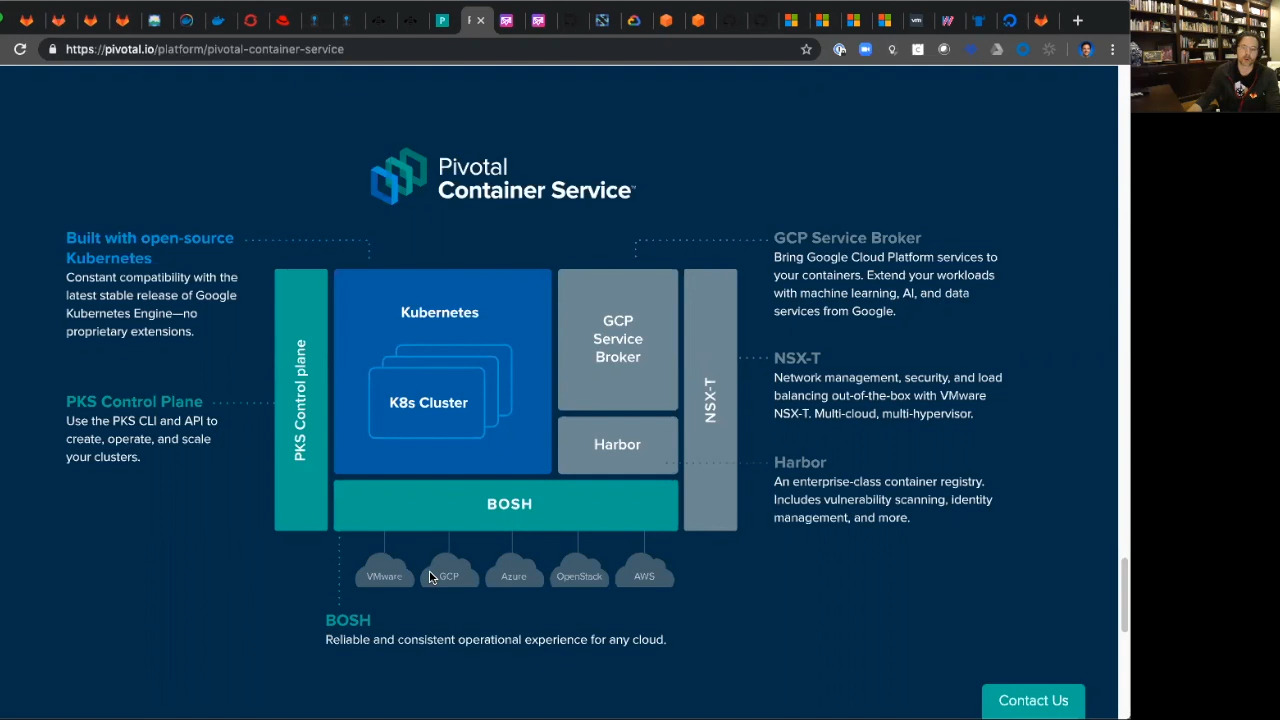 https://pivotal.io/platform/pivotal-container-service
Pivotal
Container Service™
Built with open-source
Kubernetes
Constant compatibility with the
latest stable release of Google
Kubernetes Engine—no
proprietary extensions.
PKS Control Plane
Use the PKS CLI and API to
create, operate, and scale
your clusters.
PKS Control plane
Kubernetes
K8s Cluster
GCP
Service
Broker
Harbor
NSX-T
BOSH
VMware
GCP
Azure
OpenStack
AWS
BOSH
Reliable and consistent operational experience for any cloud.
GCP Service Broker
Bring Google Cloud Platform services to
your containers. Extend your workloads
with machine learning, AI, and data
services from Google.
NSX-T
Network management, security, and load
balancing out-of-the-box with VMware
NSX-T. Multi-cloud, multi-hypervisor.
Harbor
An enterprise-class container registry.
Includes vulnerability scanning, identity
management, and more.
Contact Us